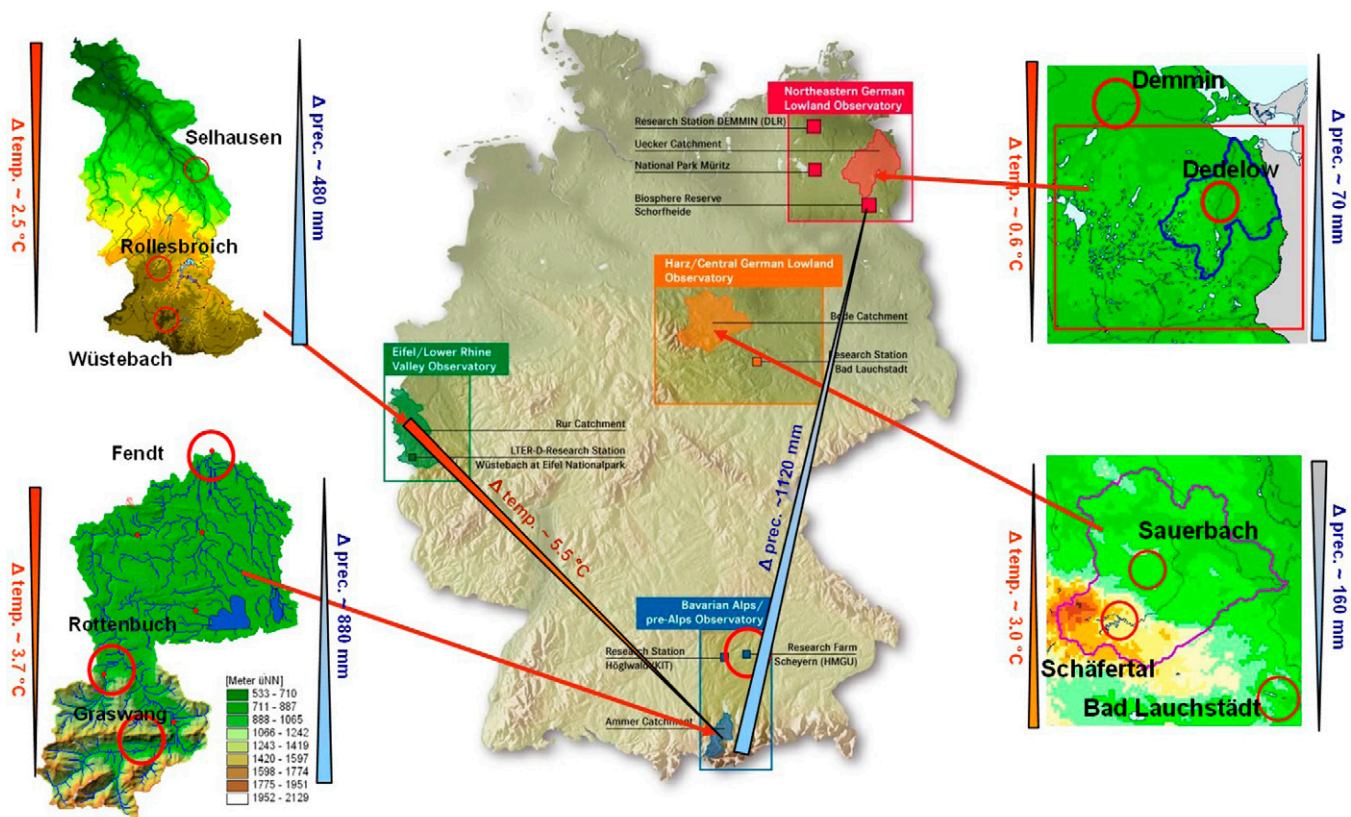 Δ temp. ~ 2.5 °C
Selhausen
Rollesbroich
Wüstebach
Δ prec. ~ 480 mm
Northeastern German
Lowland Observatory
Research Station DEMMIN (DLR)
Uecker Catchment
National Park Müritz
Biosphere Reserve
Schorfheide
Δ temp. ~ 0.6 °C
Demmin
Dedelow
Δ prec. ~ 70 mm
Harz/Central German Lowland
Observatory
Bode Catchment
Research Station
Bad Lauchstädt
Eifel/Lower Rhine
Valley Observatory
Rur Catchment
LTER-D-Research Station
Wüstebach at Eifel Nationalpark
Δ temp. ~ 5.5 °C
Δ prec. ~1120 mm
Δ temp. ~ 3.7 °C
Fendt
Rottenbuch
Graswang
[Meter üNN]
533 - 710
711 - 887
888 - 1065
1066 - 1242
1243 - 1419
1420 - 1597
1598 - 1774
1775 - 1951
1952 - 2129
Δ prec. ~ 880 mm
Bavarian Alps/
pre-Alps Observatory
Research Station
Höglwald (KIT)
Research Farm
Scheyern (HMGU)
Ammer Catchment
Δ temp. ~ 3.0 °C
Sauerbach
Schäfertal
Bad Lauchstädt
Δ prec. ~ 160 mm